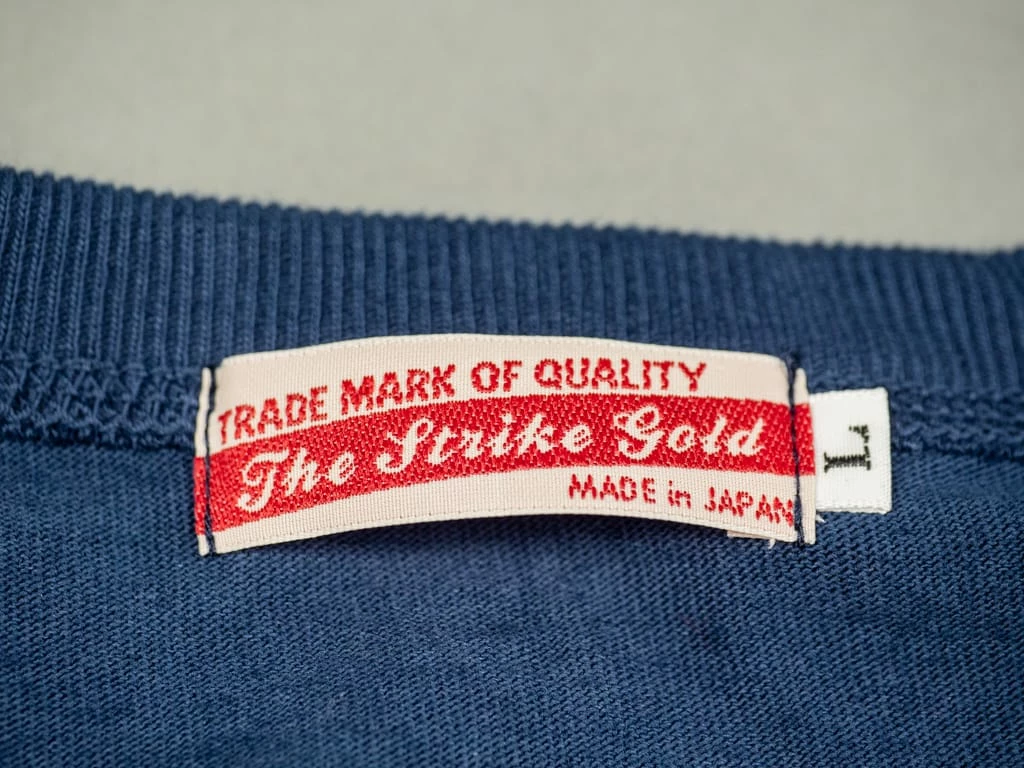 TRADE MARK OF QUALITY
The Strike Gold
MADE in JAPAN
L